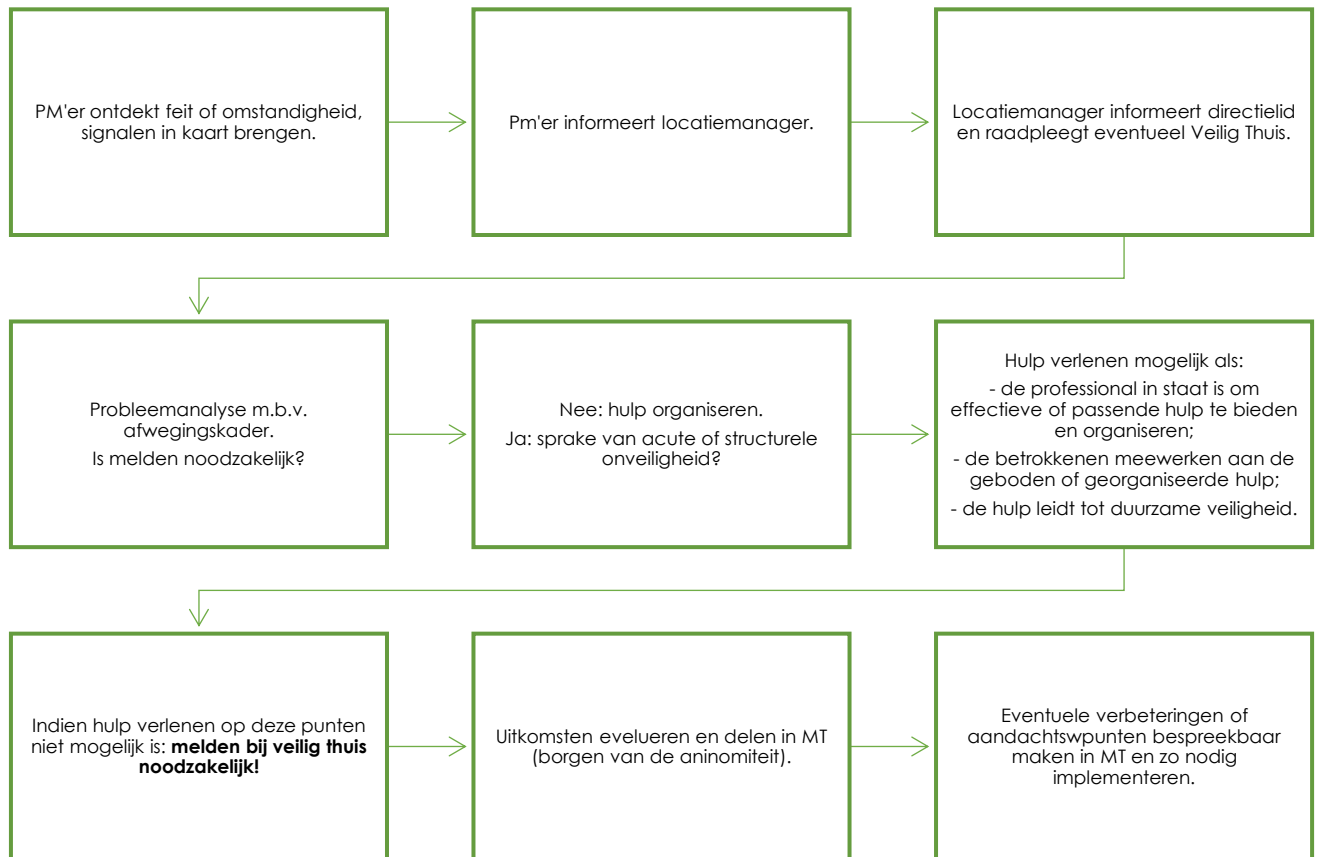 PM'er ontdekt feit of omstandigheid,
signalen in kaart brengen.
Pm'er informeert locatiemanager.
Locatiemanager informeert directielid
en raadpleegt eventueel Veilig Thuis.
Probleemanalyse m.b.v.
afwegingskader.
Is melden noodzakelijk?
Nee: hulp organiseren.
Ja: sprake van acute of structurele
onveiligheid?
Hulp verlenen mogelijk als:
- de professional in staat is om
effectieve of passende hulp te bieden
en organiseren;
- de betrokkenen meewerken aan de
geboden of georganiseerde hulp;
- de hulp leidt tot duurzame veiligheid.
Indien hulp verlenen op deze punten
niet mogelijk is: melden bij veilig thuis
noodzakelijk!
Uitkomsten evelueren en delen in MT
(borgen van de aninomiteit).
Eventuele verbeteringen of
aandachtswpunten bespreekbaar
maken in MT en zo nodig
implementeren.